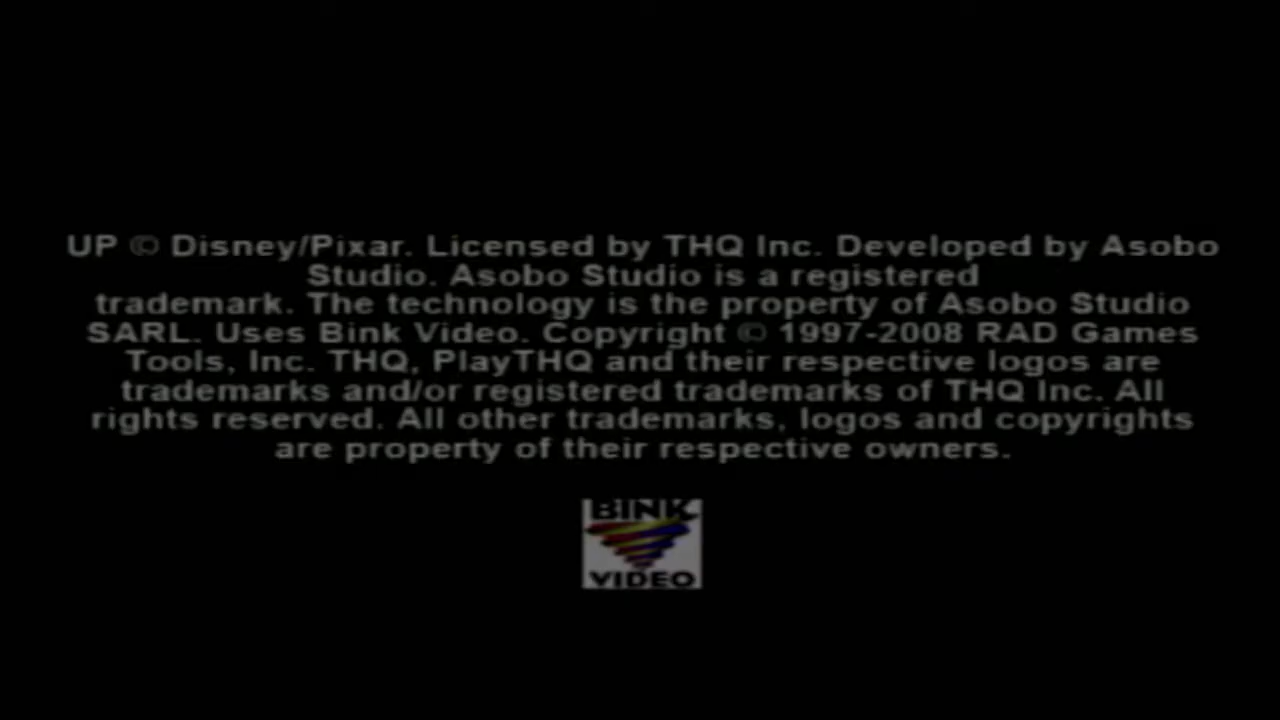 UP © Disney/Pixar. Licensed by THQ Inc. Developed by Asobo
Studio. Asobo Studio is a registered
trademark. The technology is the property of Asobo Studio
SARL. Uses Bink Video. Copyright © 1997-2008 RAD Games
Tools, Inc. THQ, PlayTHQ and their respective logos are
trademarks and/or registered trademarks of THQ Inc. All
rights reserved. All other trademarks, logos and copyrights
are property of their respective owners.
BINK
VIDEO